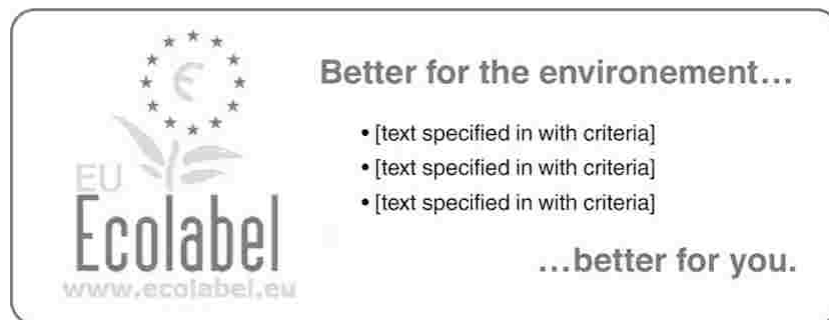 Better for the environement...
• [text specified in with criteria]
• [text specified in with criteria]
• [text specified in with criteria]
...better for you.
€
EU
Ecolabel
www.ecolabel.eu